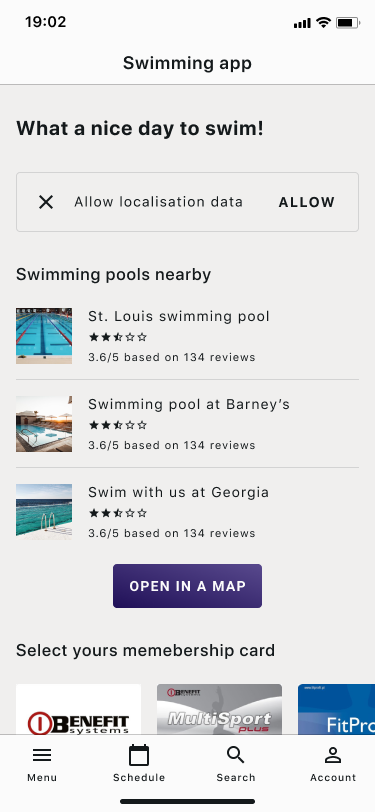 19:02
Swimming app
What a nice day to swim!
Allow localisation data ALLOW
Swimming pools nearby
St. Louis swimming pool
3.6/5 based on 134 reviews
Swimming pool at Barney's
3.6/5 based on 134 reviews
Swim with us at Georgia
3.6/5 based on 134 reviews
OPEN IN A MAP
Select yours memebership card
BENEFIT
systems
BENEFIT
MultiSport
PLUS
FitPro
Menu Schedule Search Account